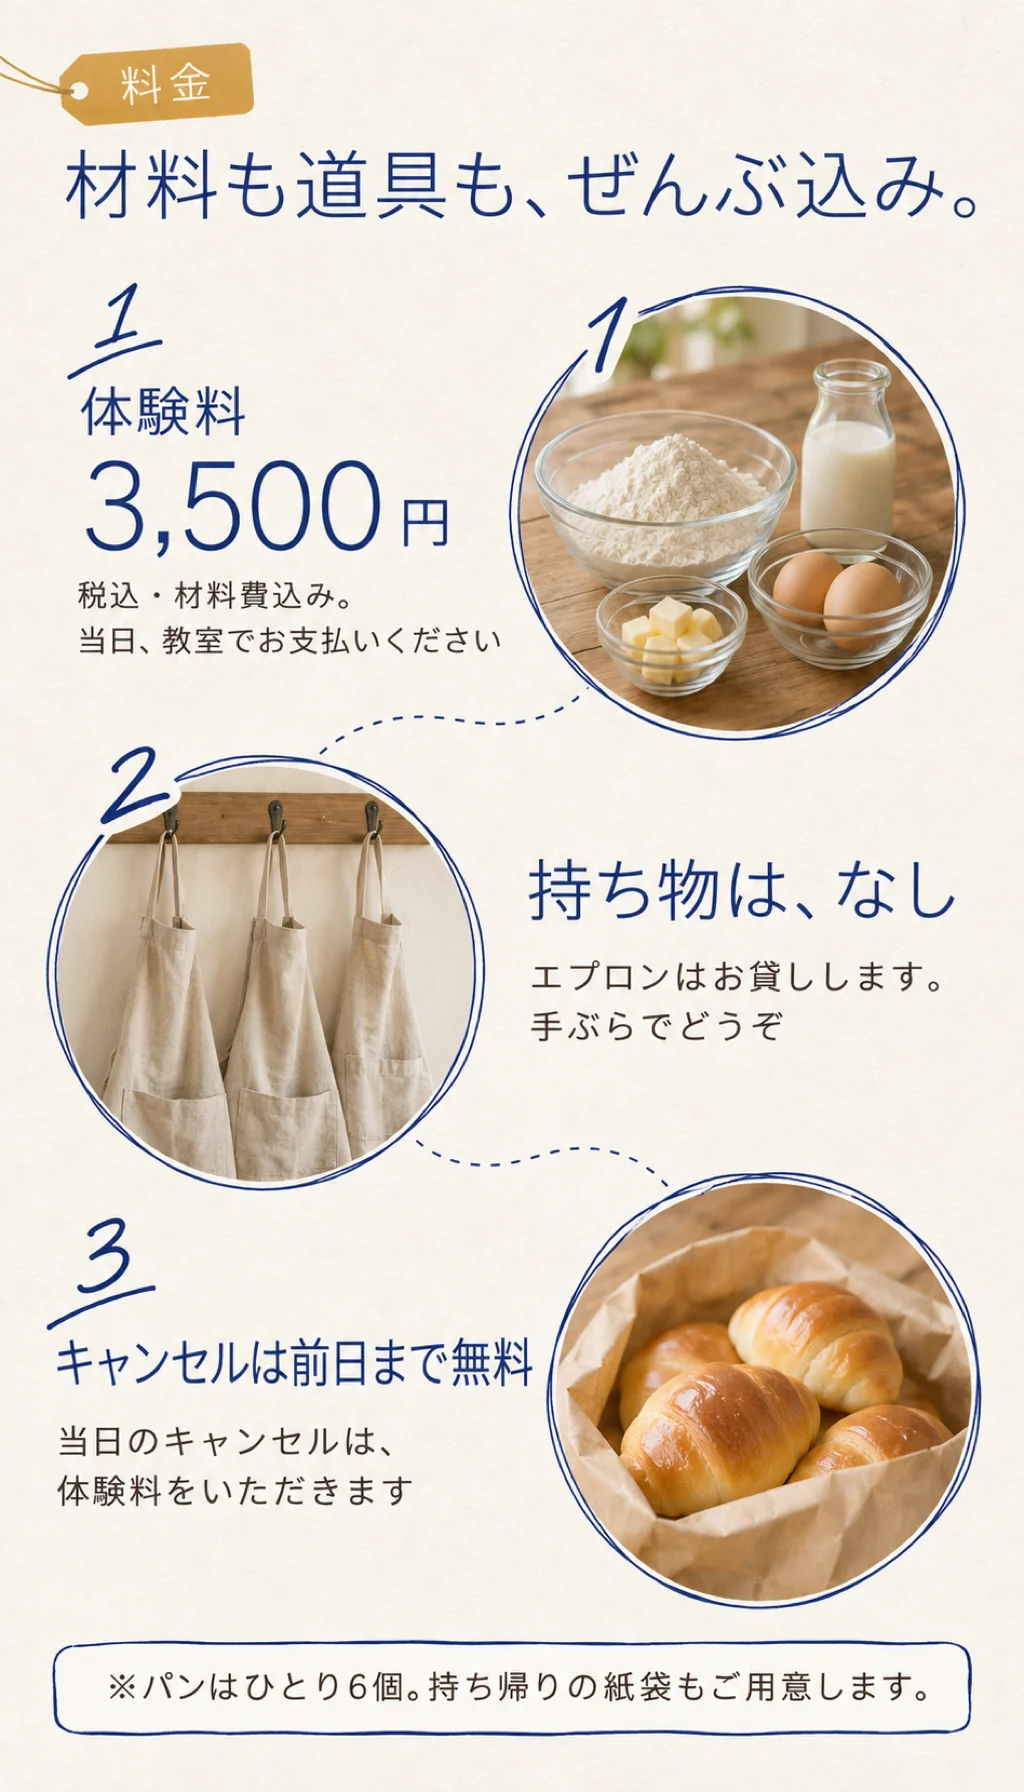 料金
材料も道具も、ぜんぶ込み。
1
1
体験料
3,500円
税込・材料費込み。
当日、教室でお支払いください
2
持ち物は、なし
エプロンはお貸しします。
手ぶらでどうぞ
3
キャンセルは前日まで無料
当日のキャンセルは、
体験料をいただきます
※パンはひとり6個。持ち帰りの紙袋もご用意します。